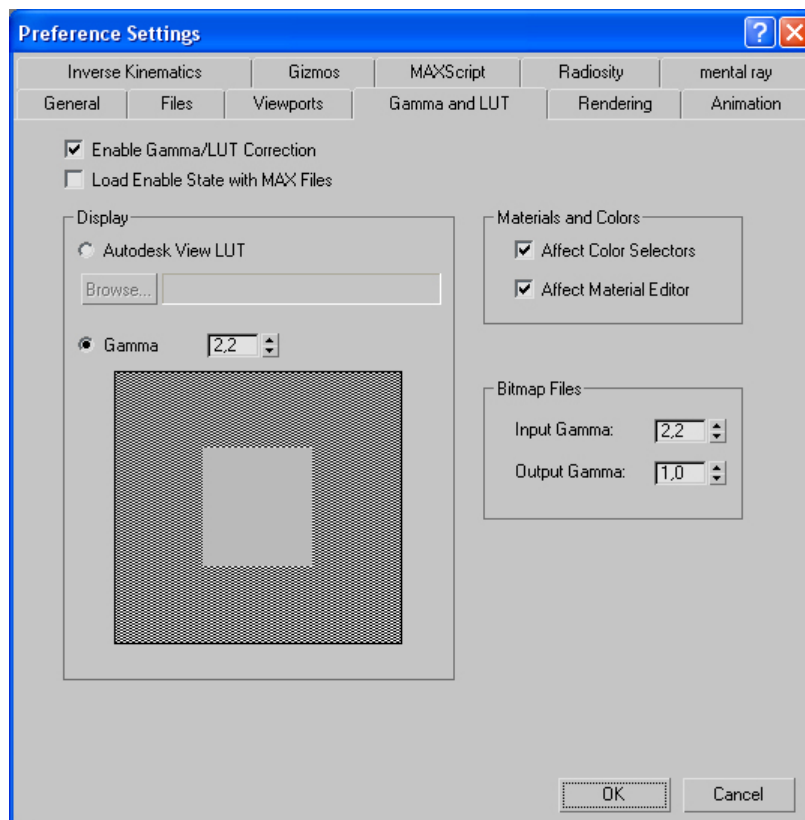 Preference Settings
Inverse Kinematics Gizmos MAXScript Radiosity mental ray
General Files Viewports Gamma and LUT Rendering Animation
Enable Gamma/LUT Correction
Load Enable State with MAX Files
Display
Autodesk View LUT
Browse...
Gamma 2,2
Materials and Colors
Affect Color Selectors
Affect Material Editor
Bitmap Files
Input Gamma: 2,2
Output Gamma: 1,0
OK Cancel